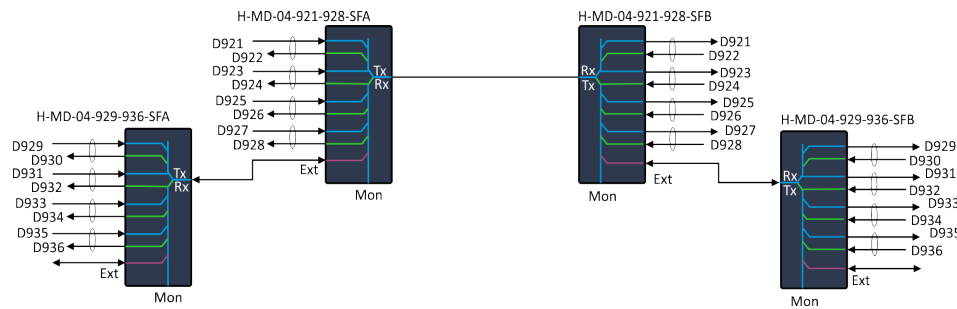 H-MD-04-921-928-SFA
D921
D922
D923
D924
D925
D926
D927
D928
Tx
Rx
Ext
Mon
H-MD-04-921-928-SFB
Rx
Tx
D921
D922
D923
D924
D925
D926
D927
D928
Ext
Mon
H-MD-04-929-936-SFA
D929
D930
D931
D932
D933
D934
D935
D936
Tx
Rx
Ext
Mon
H-MD-04-929-936-SFB
Rx
Tx
D929
D930
D931
D932
D933
D934
D935
D936
Ext
Mon